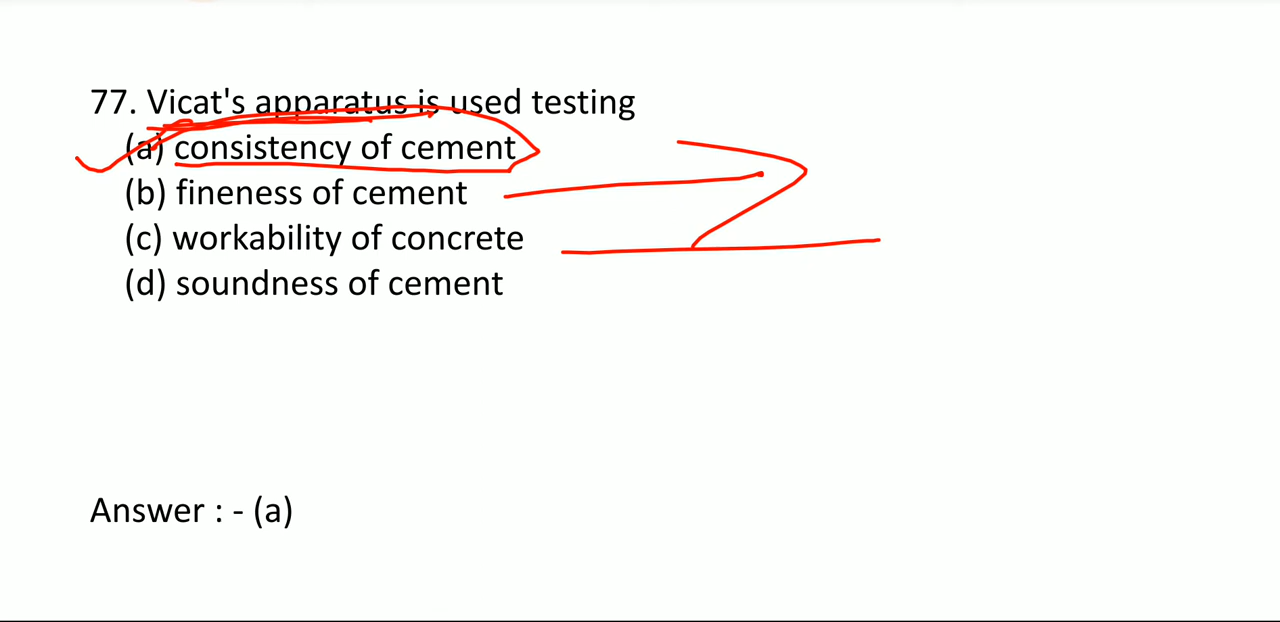 77. Vicat's apparatus is used testing
(a) consistency of cement
(b) fineness of cement
(c) workability of concrete
(d) soundness of cement
Answer : - (a)